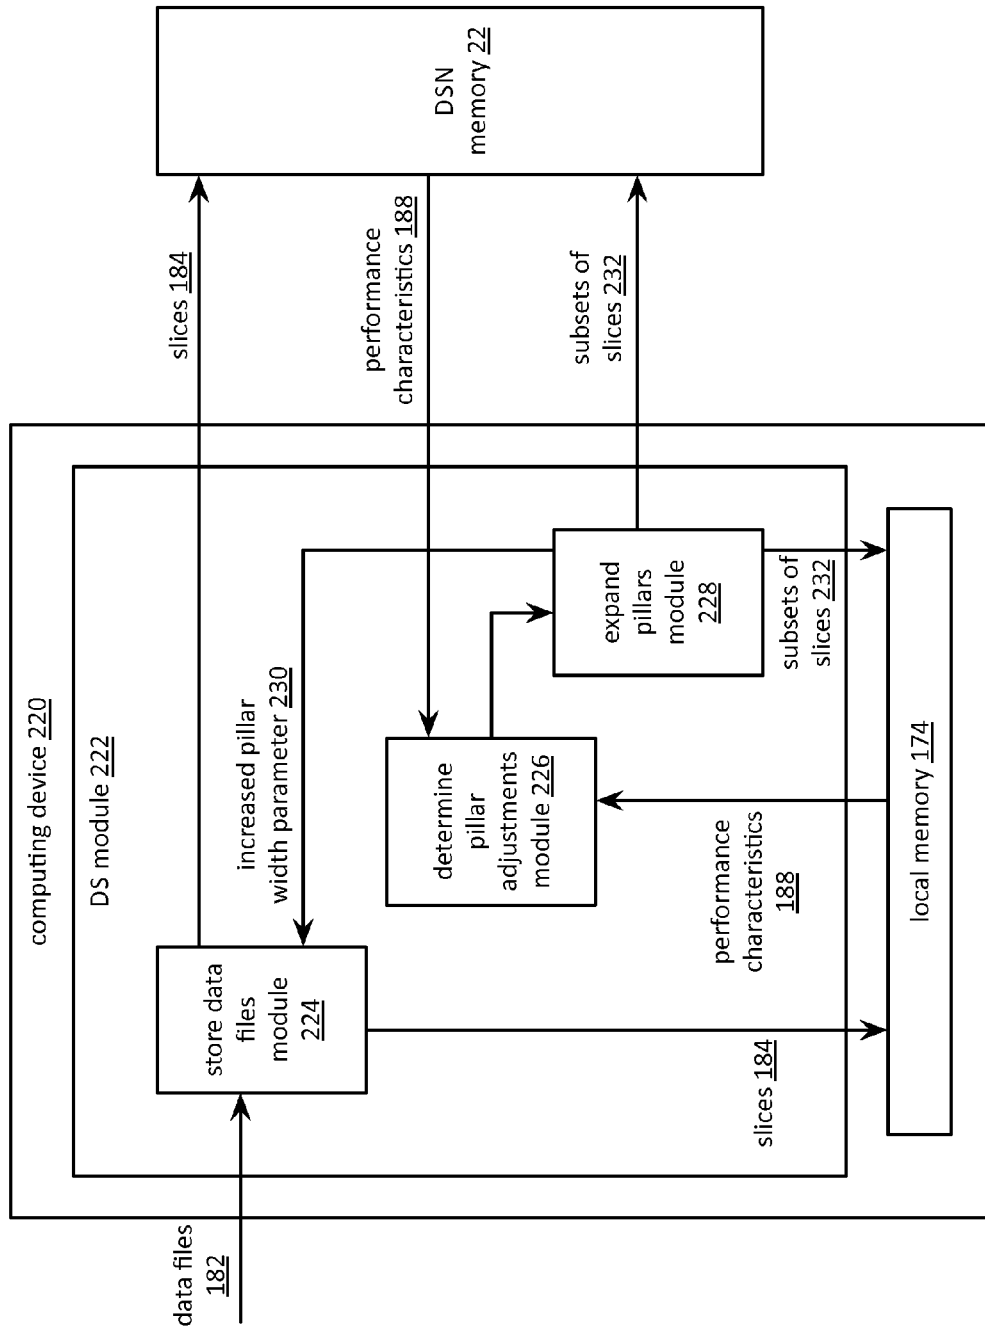 computing device 220
DS module 222
data files
182
store data
files
module
224
slices 184
increased pillar
width parameter 230
performance
characteristics 188
DSN
memory 22
determine
pillar
adjustments
module 226
expand
pillars
module
228
subsets of
slices 232
slices 184
performance
characteristics
188
subsets of
slices 232
local memory 174